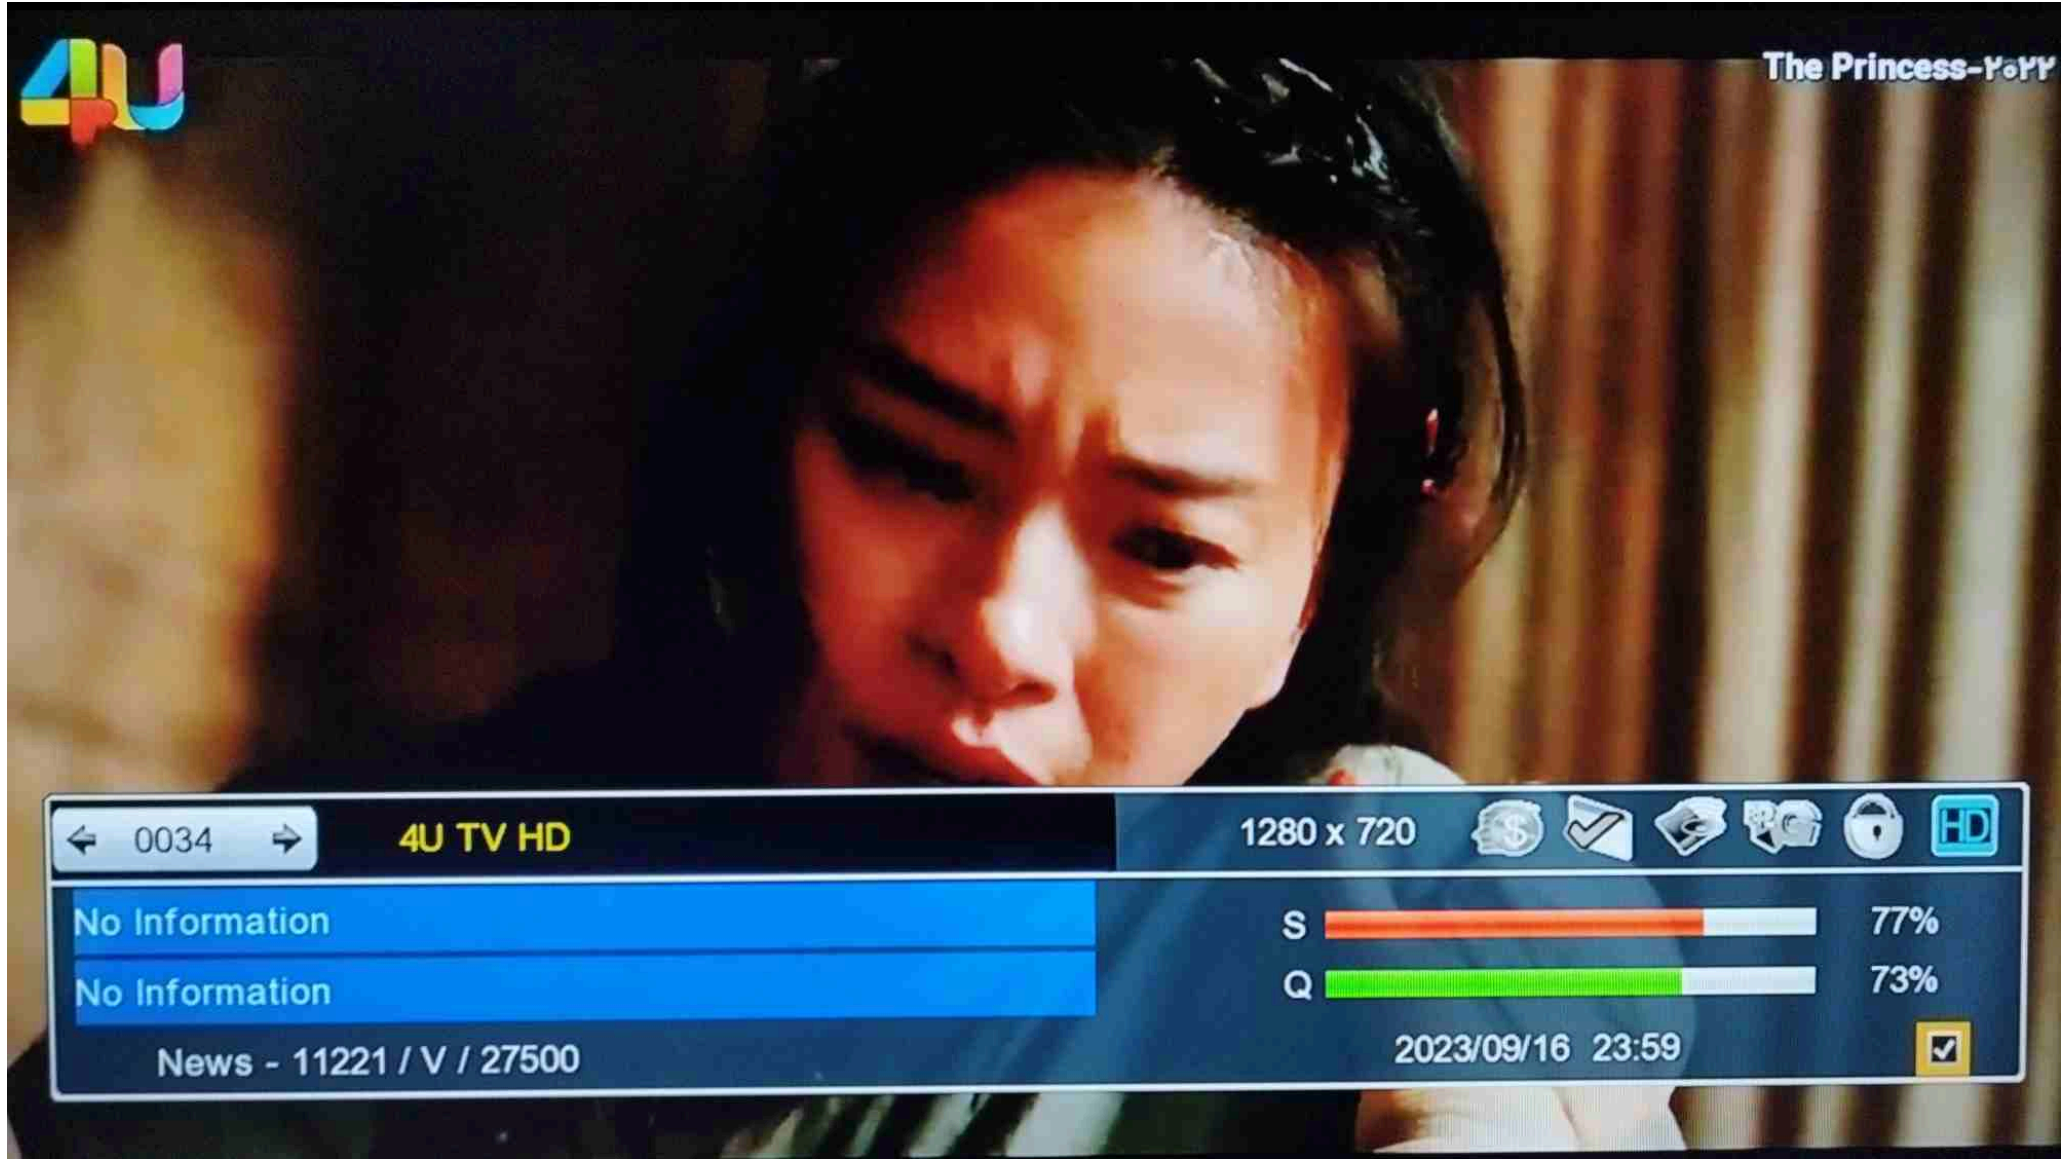 4U
The Princess-۲۰۲۲
0034
4U TV HD
1280 x 720
HD
No Information
S
77%
No Information
Q
73%
News - 11221 / V / 27500
2023/09/16 23:59